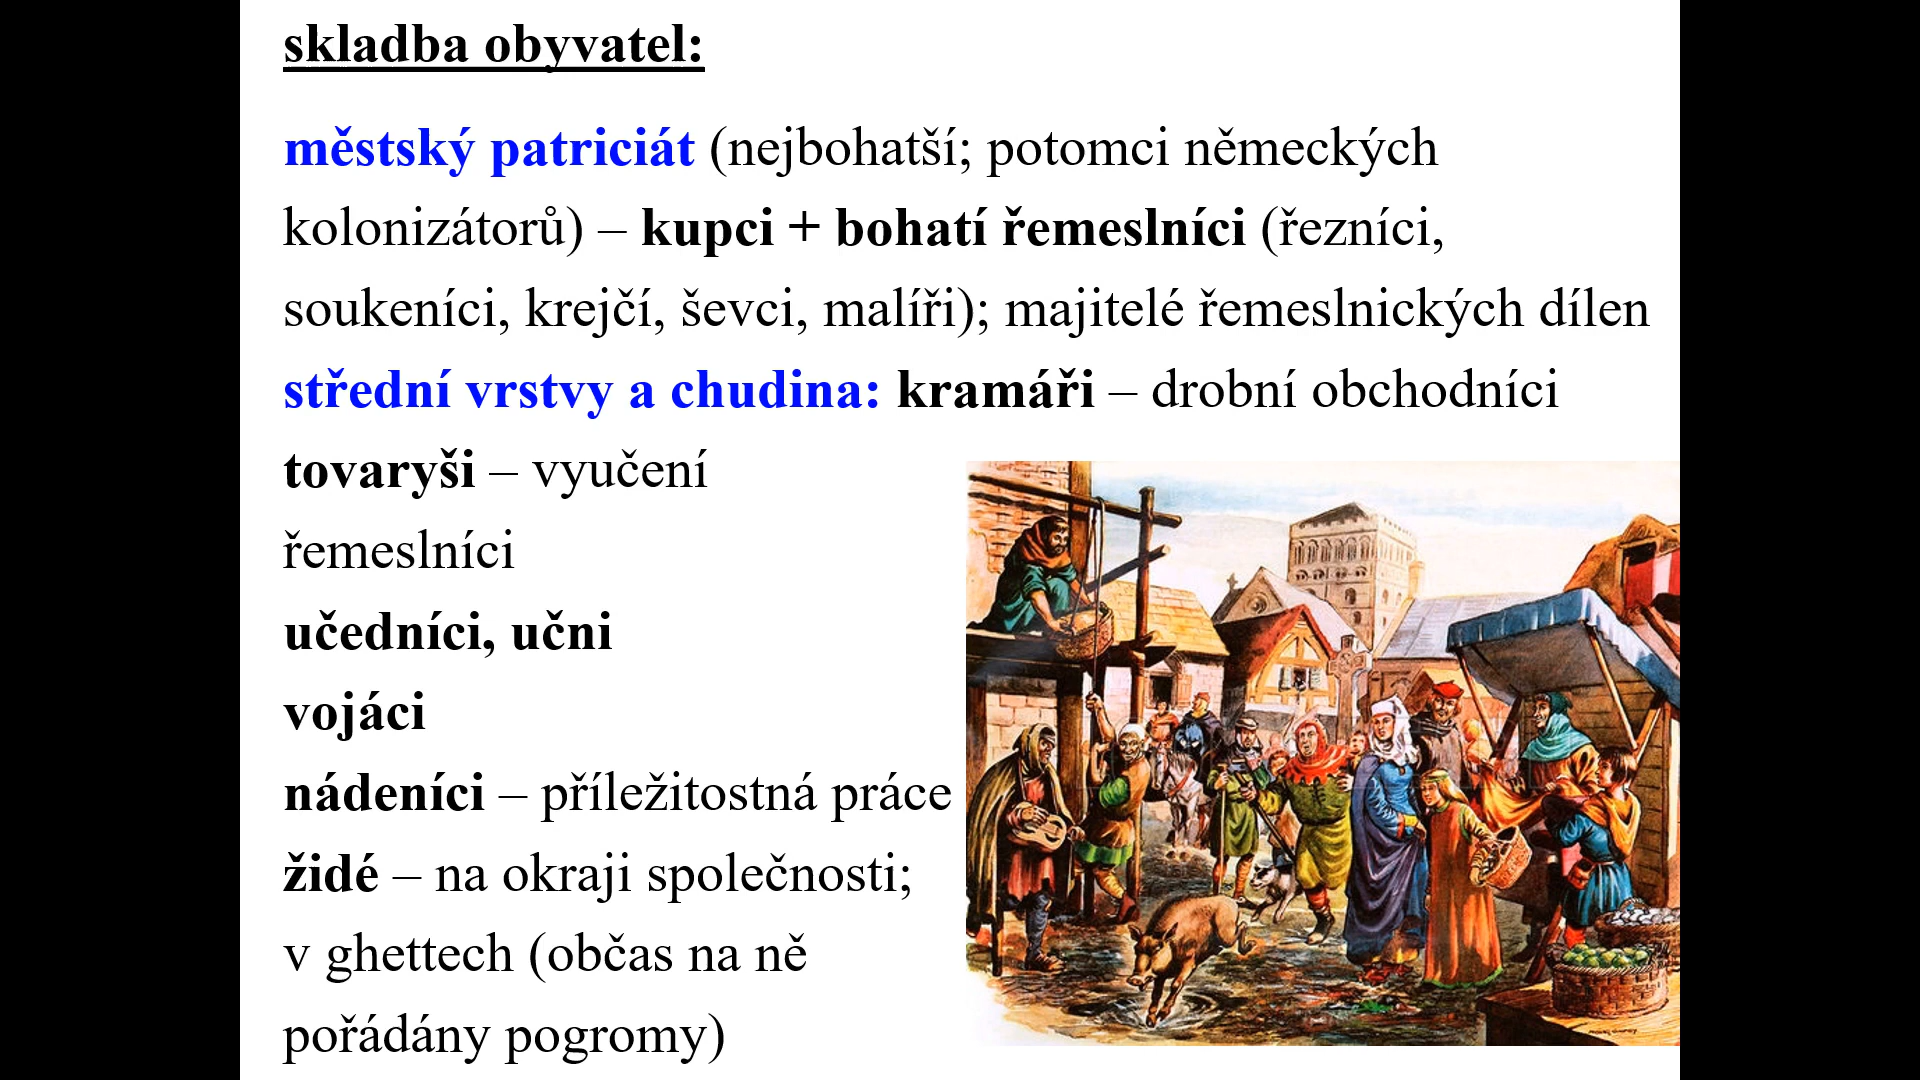 skladba obyvatel:
městský patriciát (nejbohatší; potomci německých
kolonizátorů) – kupci + bohatí řemeslníci (řezníci,
soukeníci, krejčí, ševci, malíři); majitelé řemeslnických dílen
střední vrstvy a chudina: kramáři – drobní obchodníci
tovaryši – vyučení
řemeslníci
učedníci, učni
vojáci
nádeníci – příležitostná práce
židé – na okraji společnosti;
v ghettech (občas na ně
pořádány pogromy)